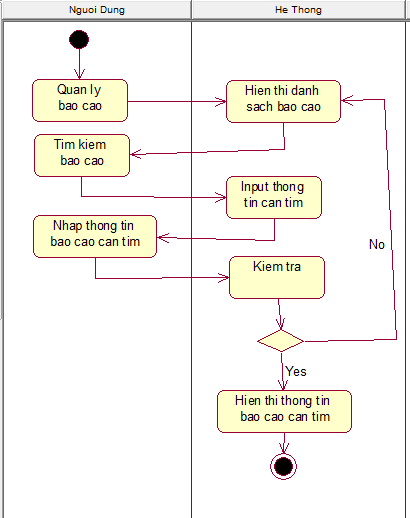 Nguoi Dung
He Thong
Quan ly
bao cao
Hien thi danh
sach bao cao
Tim kiem
bao cao
Input thong
tin can tim
Nhap thong tin
bao cao can tim
Kiem tra
No
Yes
Hien thi thong tin
bao cao can tim